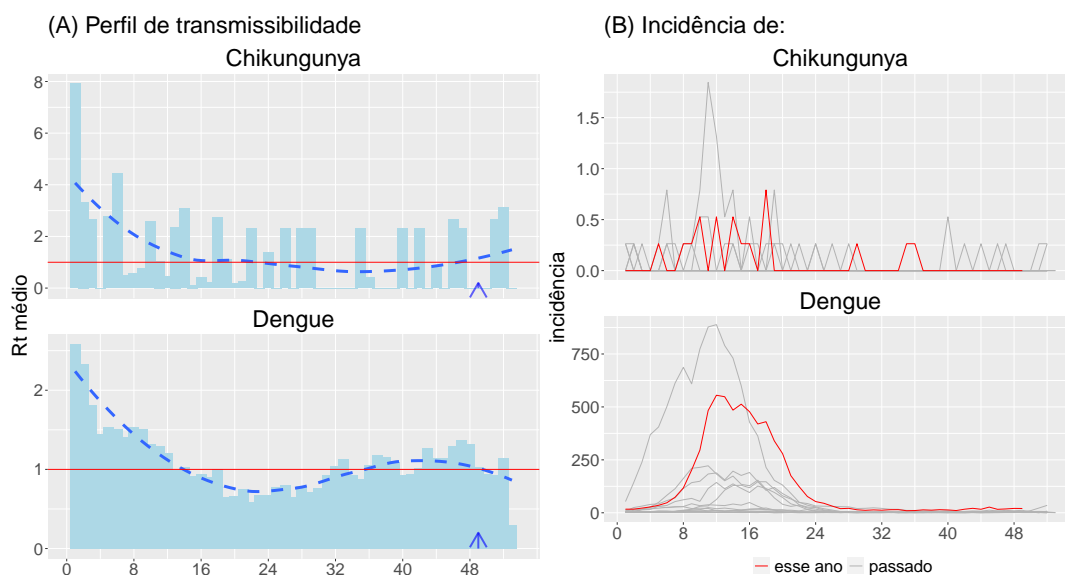 (A) Perfil de transmissibilidade
Chikungunya
8
6
4
2
0
Dengue
2
1
0
0 8 16 24 32 40 48
Rt médio
(B) Incidência de:
Chikungunya
1.5
1.0
0.5
0.0
Dengue
750
500
250
0
0 8 16 24 32 40 48
incidência
esse ano passado